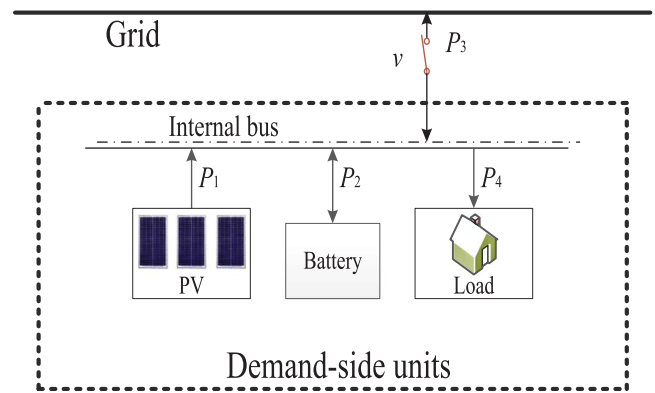 Grid
v
P3
Internal bus
P1
P2
P4
PV
Battery
Load
Demand-side units